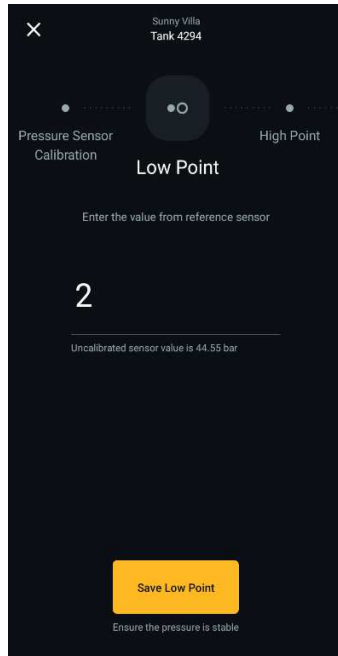 Sunny Villa
Tank 4294
Pressure Sensor
Calibration
Low Point
High Point
Enter the value from reference sensor
2
Uncalibrated sensor value is 44.55 bar
Save Low Point
Ensure the pressure is stable